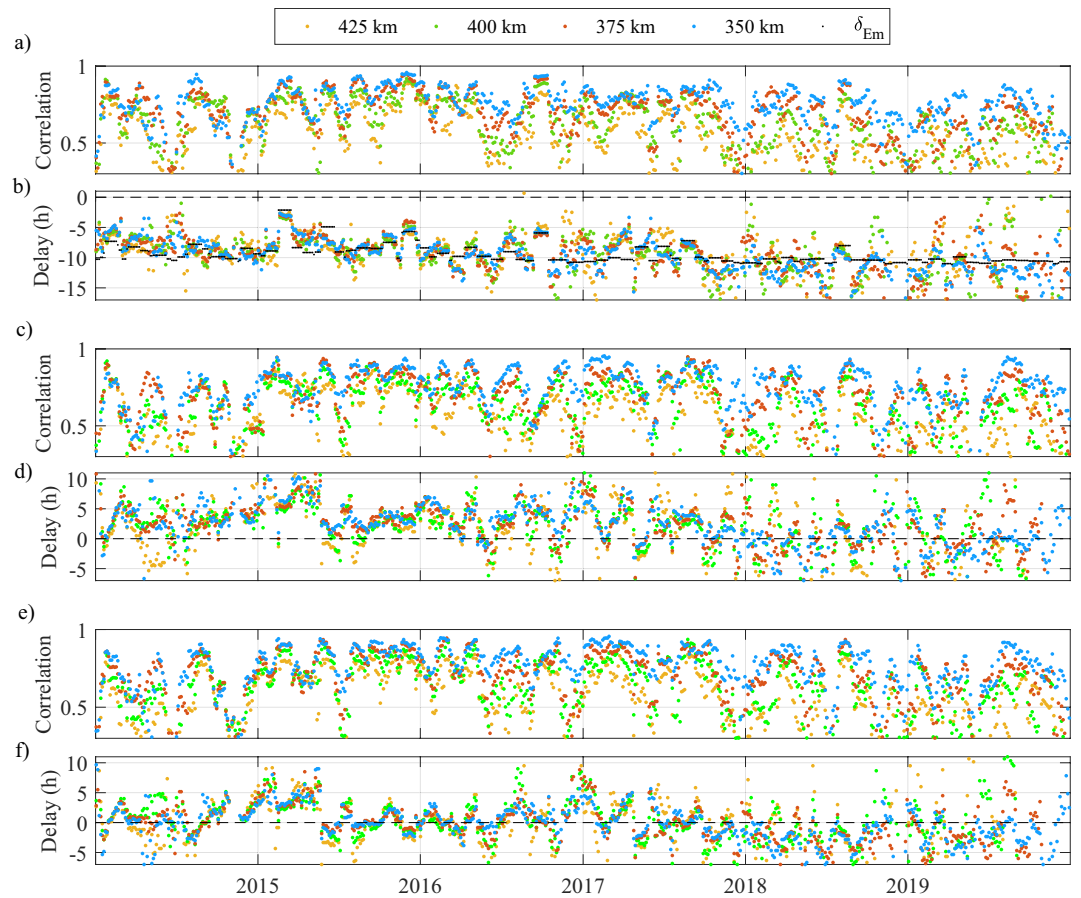 425 km 400 km 375 km 350 km δEm
a)
1
0.5
Correlation
b)
0
-5
-10
-15
Delay (h)
c)
1
0.5
Correlation
d)
10
5
0
-5
Delay (h)
e)
1
0.5
Correlation
f)
10
5
0
-5
Delay (h)
2015 2016 2017 2018 2019